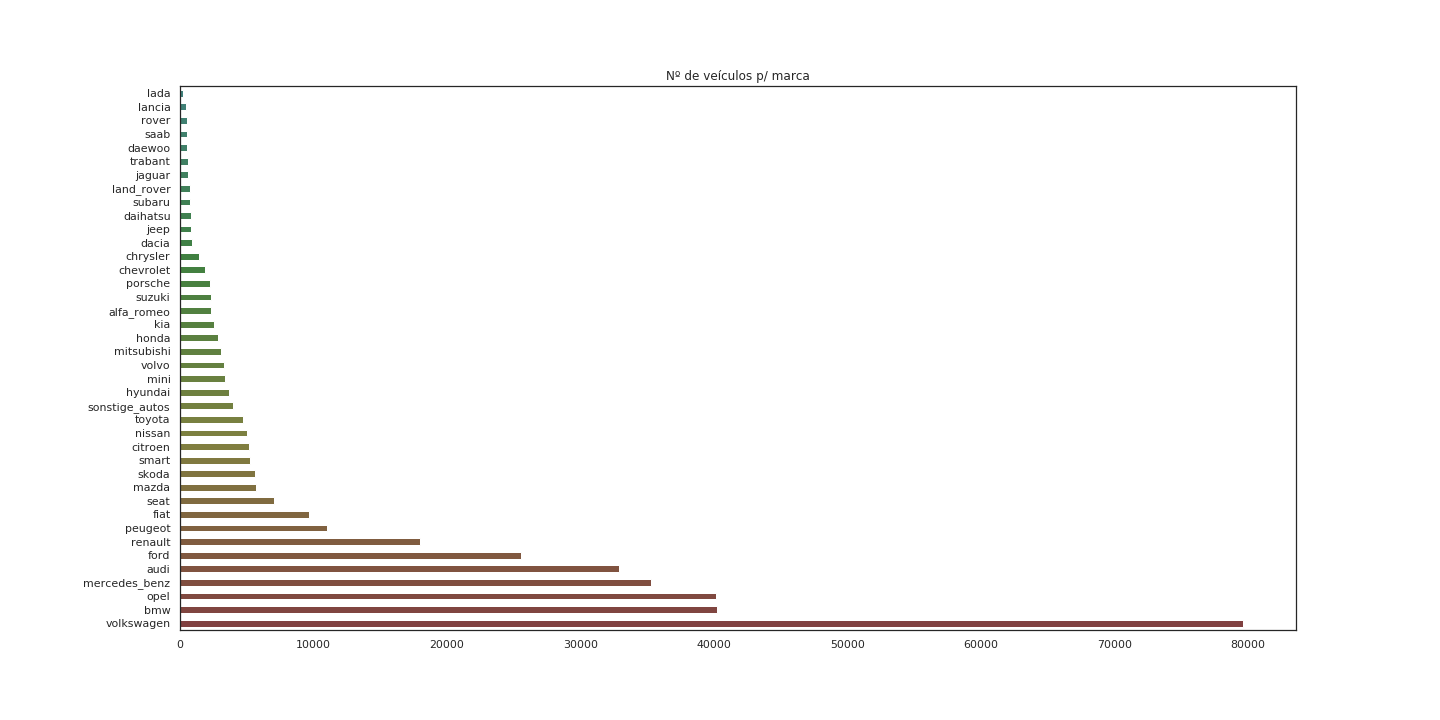 Nº de veículos p/ marca
lada
lancia
rover
saab
daewoo
trabant
jaguar
land_rover
subaru
daihatsu
jeep
dacia
chrysler
chevrolet
porsche
suzuki
alfa_romeo
kia
honda
mitsubishi
volvo
mini
hyundai
sonstige_autos
toyota
nissan
citroen
smart
skoda
mazda
seat
fiat
peugeot
renault
ford
audi
mercedes_benz
opel
bmw
volkswagen
0 10000 20000 30000 40000 50000 60000 70000 80000